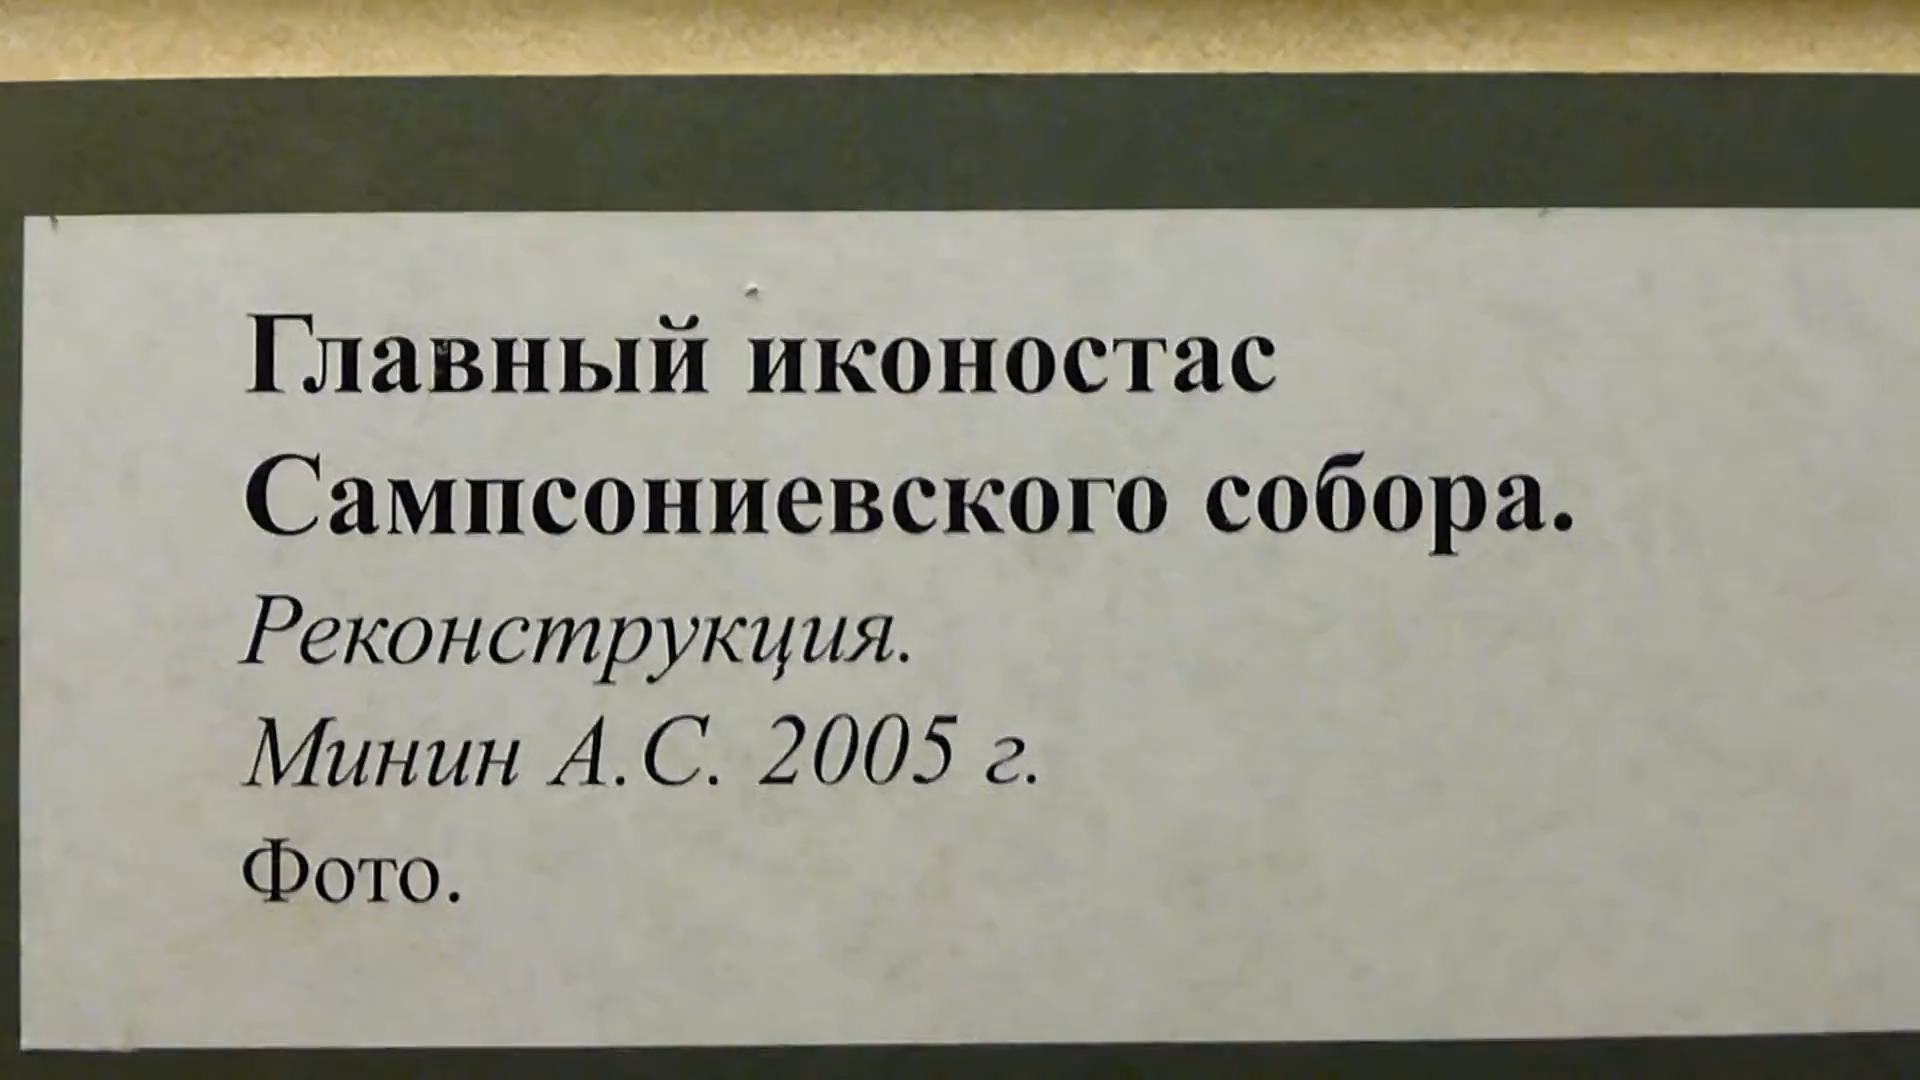 Главный иконостас
Сампсониевского собора.
Реконструкция.
Минин А.С. 2005 г.
Фото.